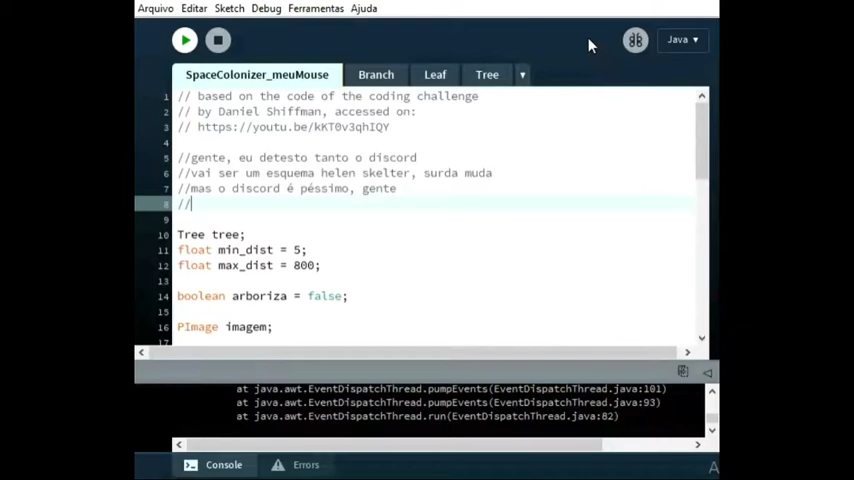 Arquivo Editar Sketch Debug Ferramentas Ajuda
Java ▾
SpaceColonizer_meuMouse Branch Leaf Tree ▾
1 // based on the code of the coding challenge
2 // by Daniel Shiffman, accessed on:
3 // https://youtu.be/kKT0v3qhIQY
4
5 //gente, eu detesto tanto o discord
6 //vai ser um esquema helen skelter, surda muda
7 //mas o discord é péssimo, gente
8 //
9
10 Tree tree;
11 float min_dist = 5;
12 float max_dist = 800;
13
14 boolean arboriza = false;
15
16 PImage imagem;
17
at java.awt.EventDispatchThread.pumpEvents(EventDispatchThread.java:101)
at java.awt.EventDispatchThread.pumpEvents(EventDispatchThread.java:93)
at java.awt.EventDispatchThread.run(EventDispatchThread.java:82)
Console Errors